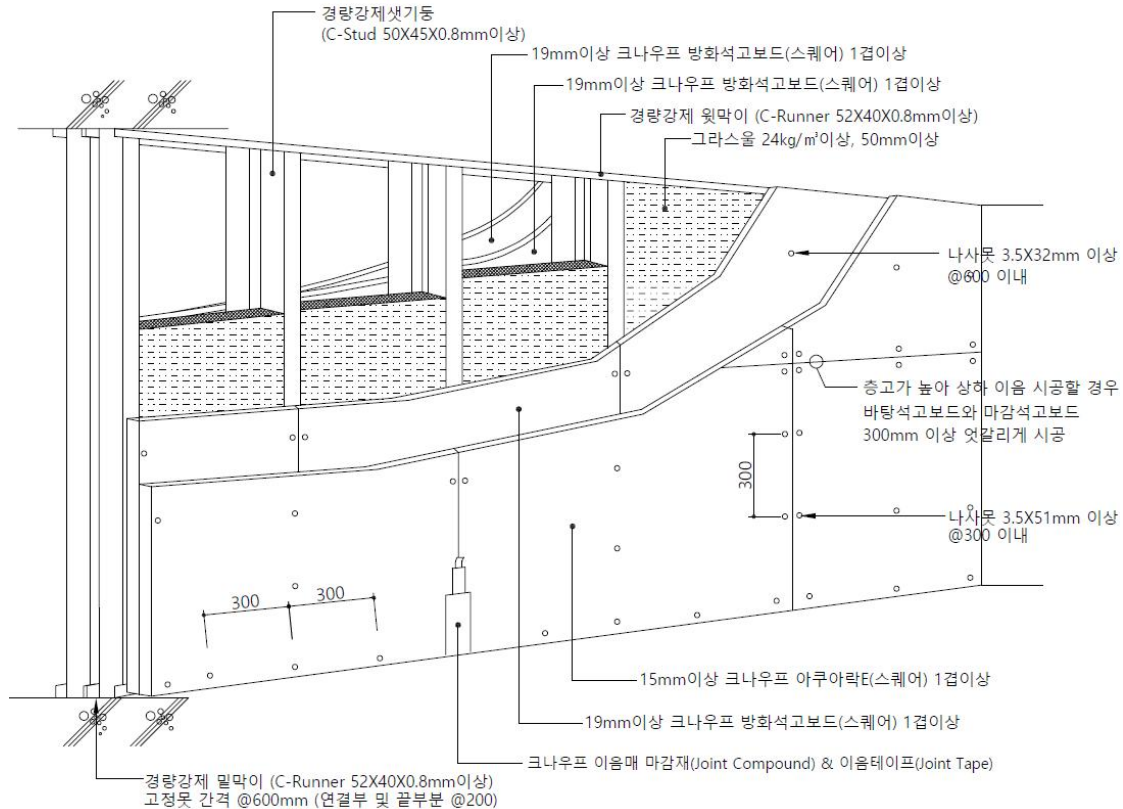 경량강제샛기둥
(C-Stud 50X45X0.8mm이상)
19mm이상 크나우프 방화석고보드(스퀘어) 1겹이상
19mm이상 크나우프 방화석고보드(스퀘어) 1겹이상
경량강제 윗막이 (C-Runner 52X40X0.8mm이상)
그라스울 24kg/㎥이상, 50mm이상
나사못 3.5X32mm 이상
@600 이내
층고가 높아 상하 이음 시공할 경우
바탕석고보드와 마감석고보드
300mm 이상 엇갈리게 시공
300
나사못 3.5X51mm 이상
@300 이내
300
300
15mm이상 크나우프 아쿠아락E(스퀘어) 1겹이상
19mm이상 크나우프 방화석고보드(스퀘어) 1겹이상
크나우프 이음매 마감재(Joint Compound) & 이음테이프(Joint Tape)
경량강제 밑막이 (C-Runner 52X40X0.8mm이상)
고정못 간격 @600mm (연결부 및 끝부분 @200)